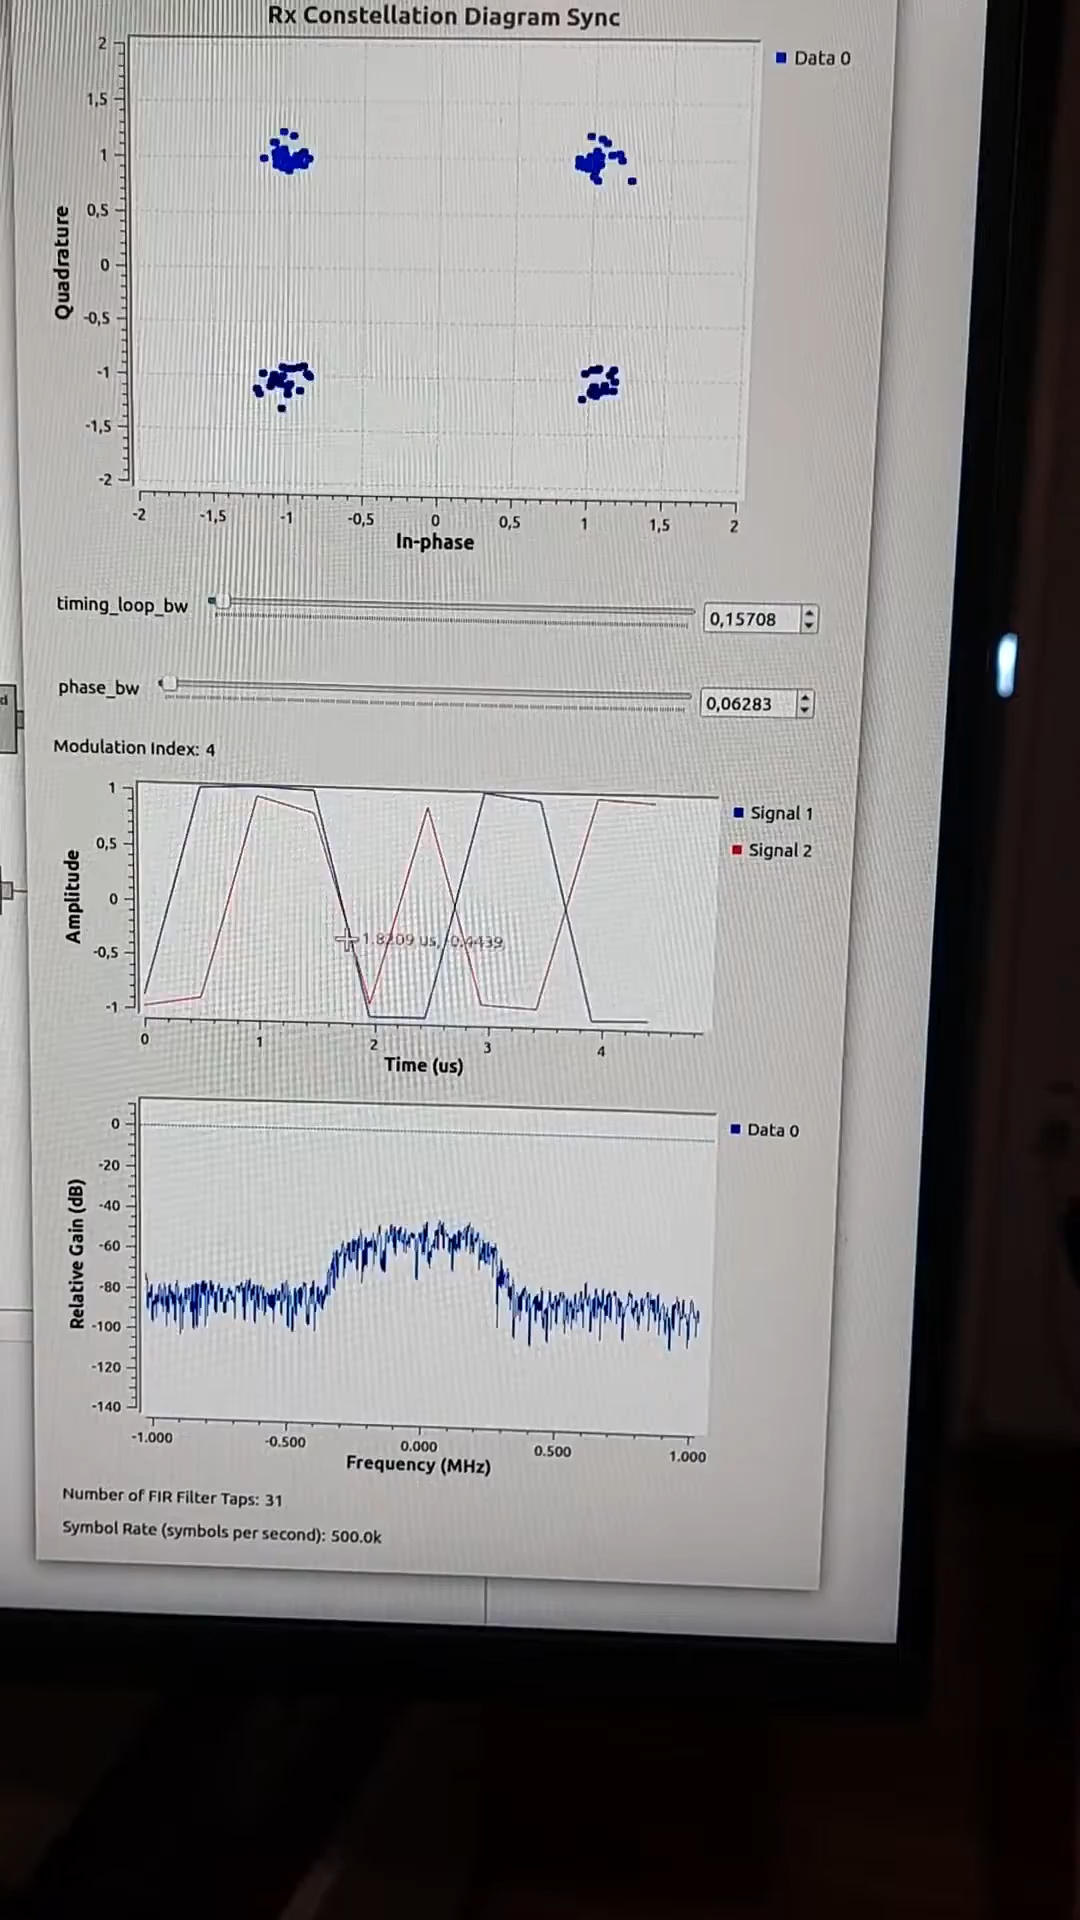 Rx Constellation Diagram Sync
Data 0
2
1,5
1
0,5
0
-0,5
-1
-1,5
-2
Quadrature
-2 -1,5 -1 -0,5 0 0,5 1 1,5 2
In-phase
timing_loop_bw 0,15708
phase_bw 0,06283
d
Modulation Index: 4
Signal 1
Signal 2
1
0,5
0
-0,5
-1
Amplitude
1.8209 us, -0.4439
0 1 2 3 4
Time (us)
Data 0
0
-20
-40
-60
-80
-100
-120
-140
Relative Gain (dB)
-1.000 -0.500 0.000 0.500 1.000
Frequency (MHz)
Number of FIR Filter Taps: 31
Symbol Rate (symbols per second): 500.0k